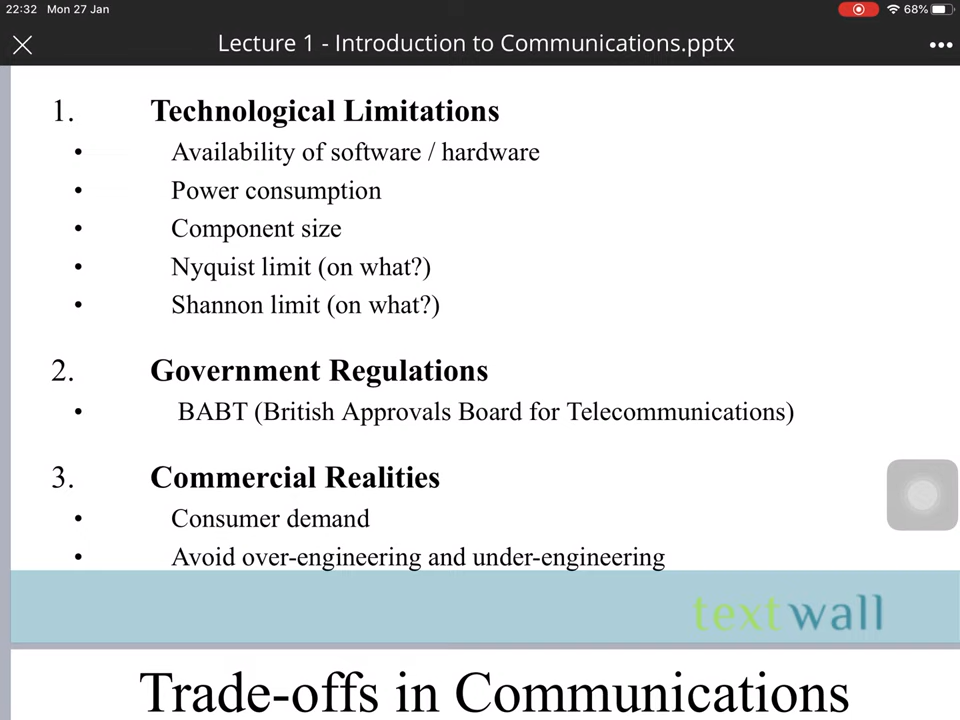 22:32 Mon 27 Jan 68%
Lecture 1 - Introduction to Communications.pptx
1. Technological Limitations
• Availability of software / hardware
• Power consumption
• Component size
• Nyquist limit (on what?)
• Shannon limit (on what?)
2. Government Regulations
• BABT (British Approvals Board for Telecommunications)
3. Commercial Realities
• Consumer demand
• Avoid over-engineering and under-engineering
textwall
Trade-offs in Communications